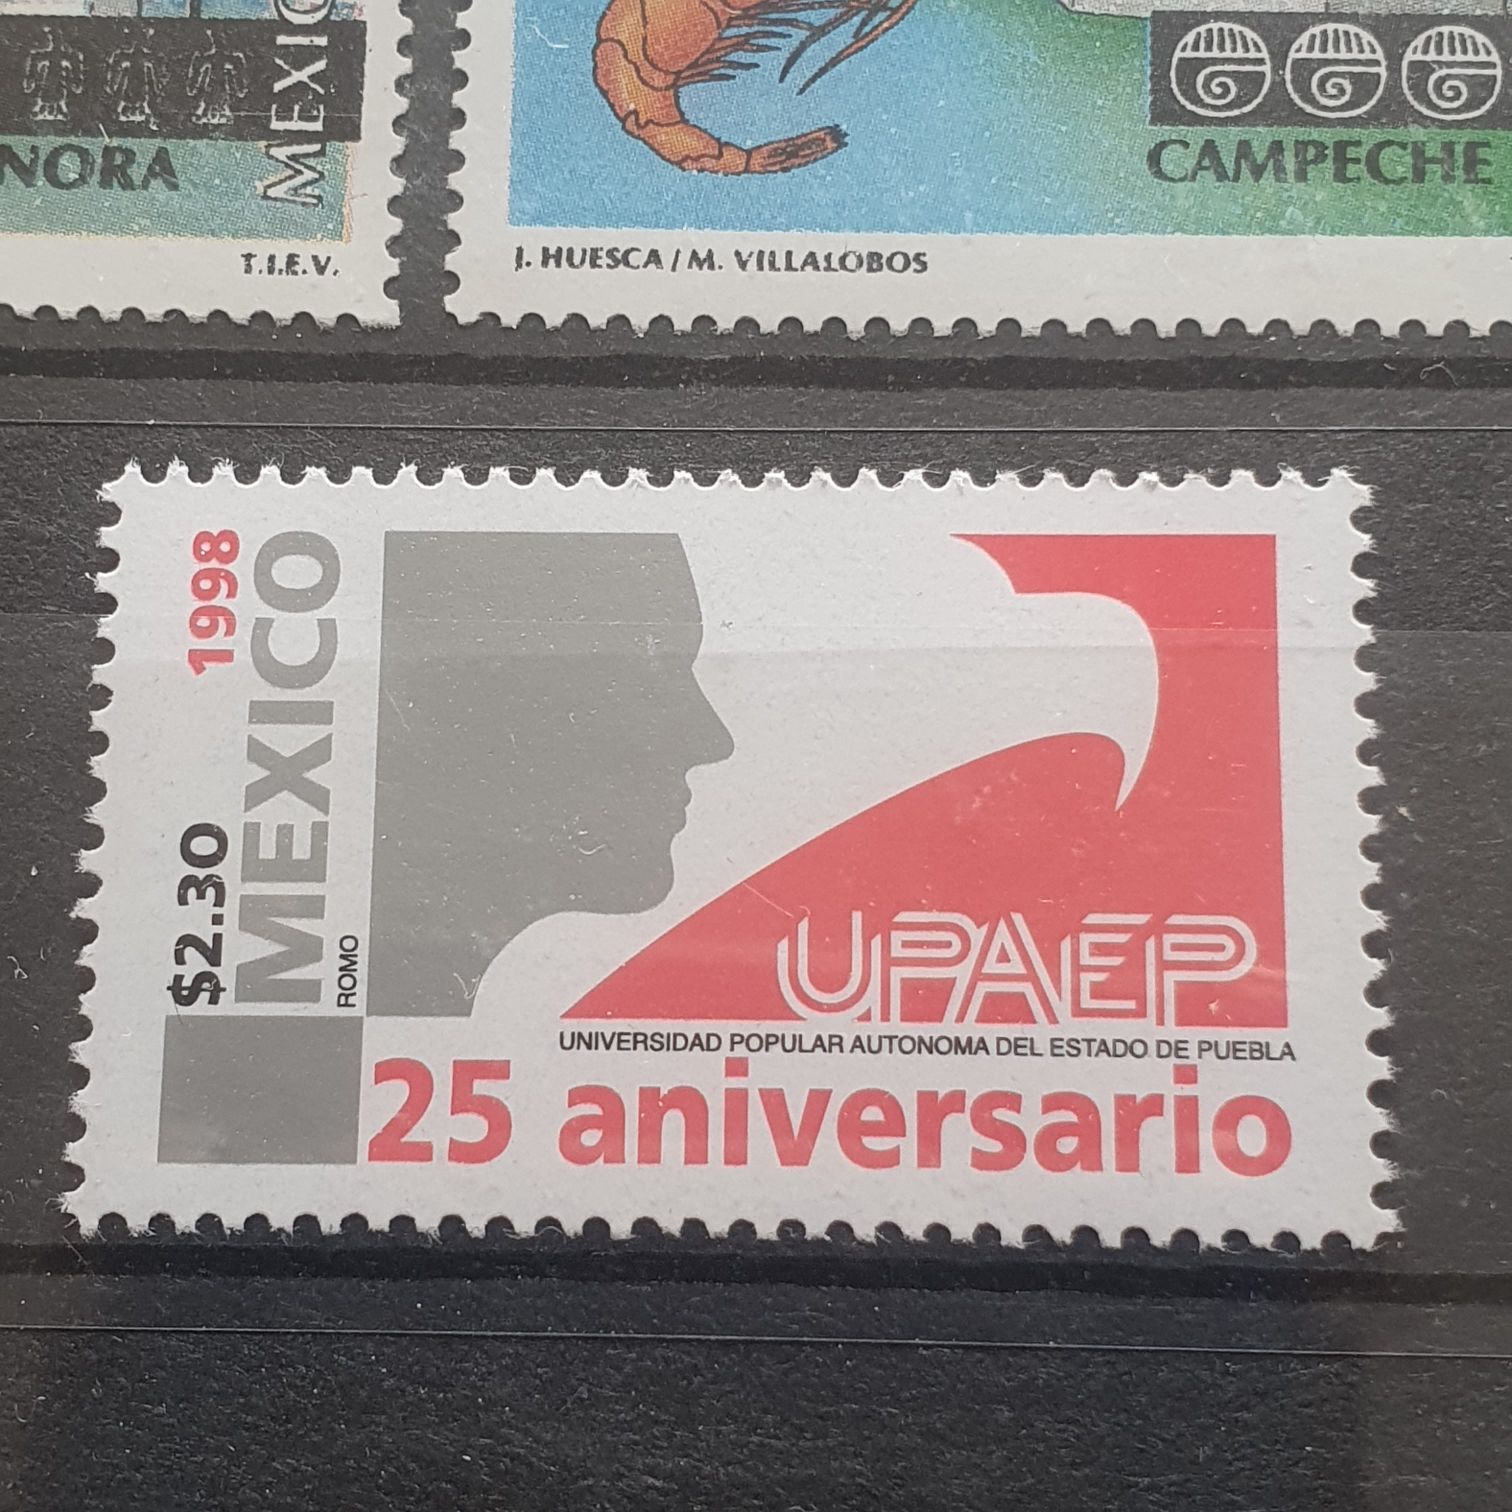 NORA
MEXICO
T.I.E.V.
CAMPECHE
J. HUESCA / M. VILLALOBOS
1998
MEXICO
$2.30
ROMO
UPAEP
UNIVERSIDAD POPULAR AUTONOMA DEL ESTADO DE PUEBLA
25 aniversario